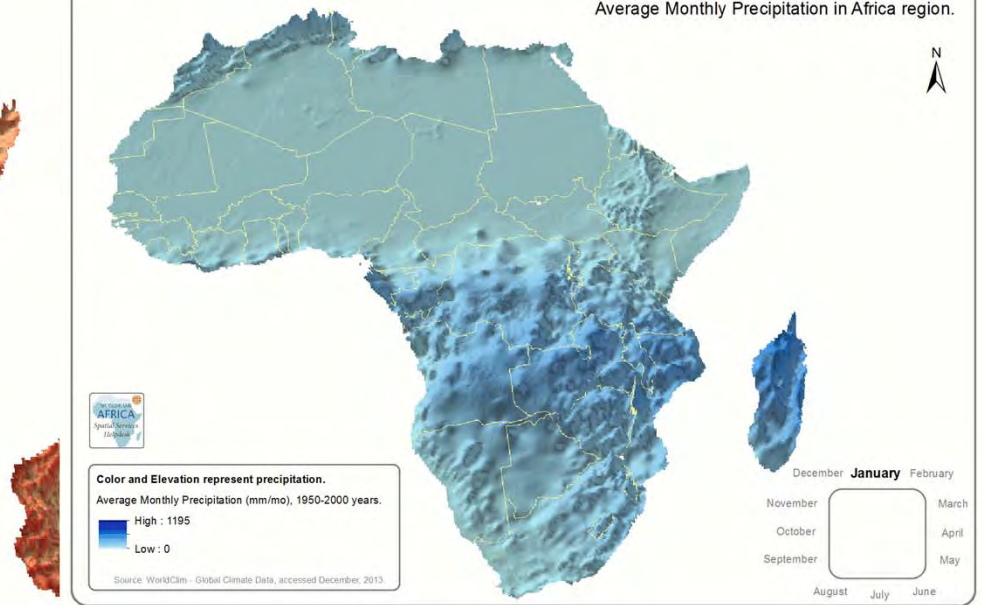 Average Monthly Precipitation in Africa region.
N
AFRICA
Spatial Services
Helpdesk
Color and Elevation represent precipitation.
Average Monthly Precipitation (mm/mo), 1950-2000 years.
High : 1195
Low : 0
Source: WorldClim - Global Climate Data, accessed December, 2013.
December January February
November March
October April
September May
August July June